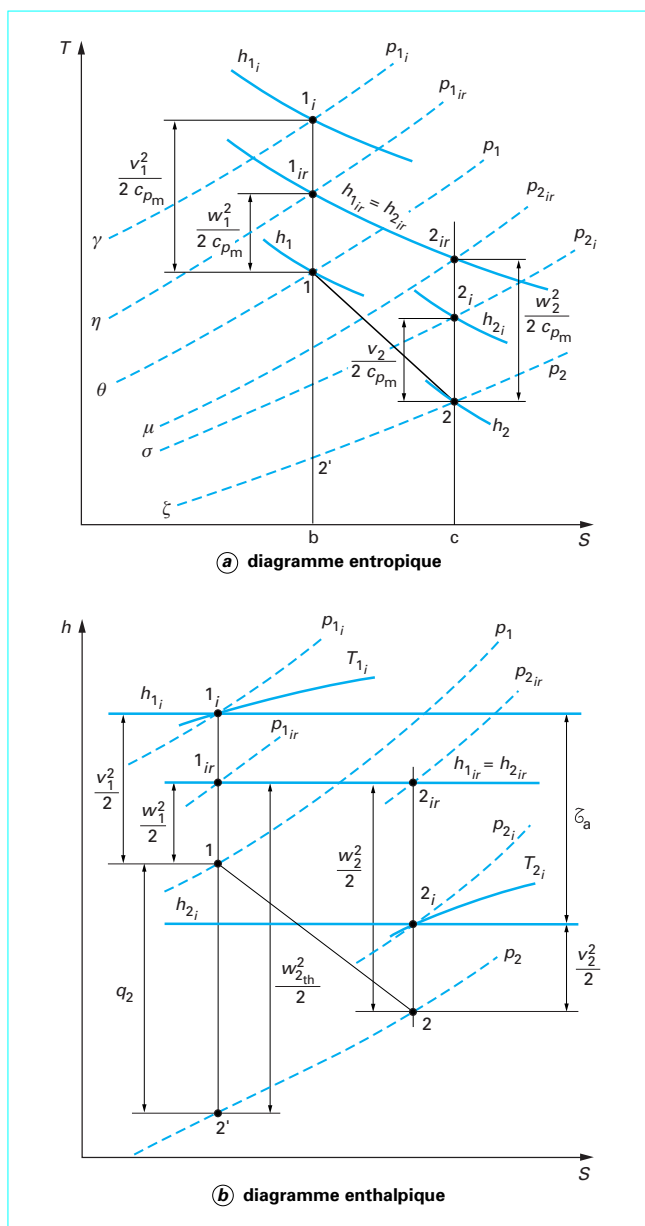 T
h₁ᵢ
p₁ᵢ
1ᵢ
p₁ᵢᵣ
v₁²
2 cₚₘ
1ᵢᵣ
h₁ᵢᵣ = h₂ᵢᵣ
p₁
p₂ᵢᵣ
w₁²
2 cₚₘ
h₁
2ᵢᵣ
p₂ᵢ
γ
1
2ᵢ
w₂²
2 cₚₘ
η
h₂ᵢ
v₂
2 cₚₘ
p₂
θ
μ
2
h₂
σ
2'
ζ
b
c
S
a diagramme entropique
h
p₁ᵢ
p₁
T₁ᵢ
p₂ᵢᵣ
h₁ᵢ
1ᵢ
p₁ᵢᵣ
1ᵢᵣ
h₁ᵢᵣ = h₂ᵢᵣ
v₁²
2
w₁²
2
2ᵢᵣ
𝒞ₐ
1
w₂²
2
p₂ᵢ
T₂ᵢ
h₂ᵢ
2ᵢ
p₂
v₂²
2
q₂
w₂ₜₕ²
2
2
2'
S
b diagramme enthalpique